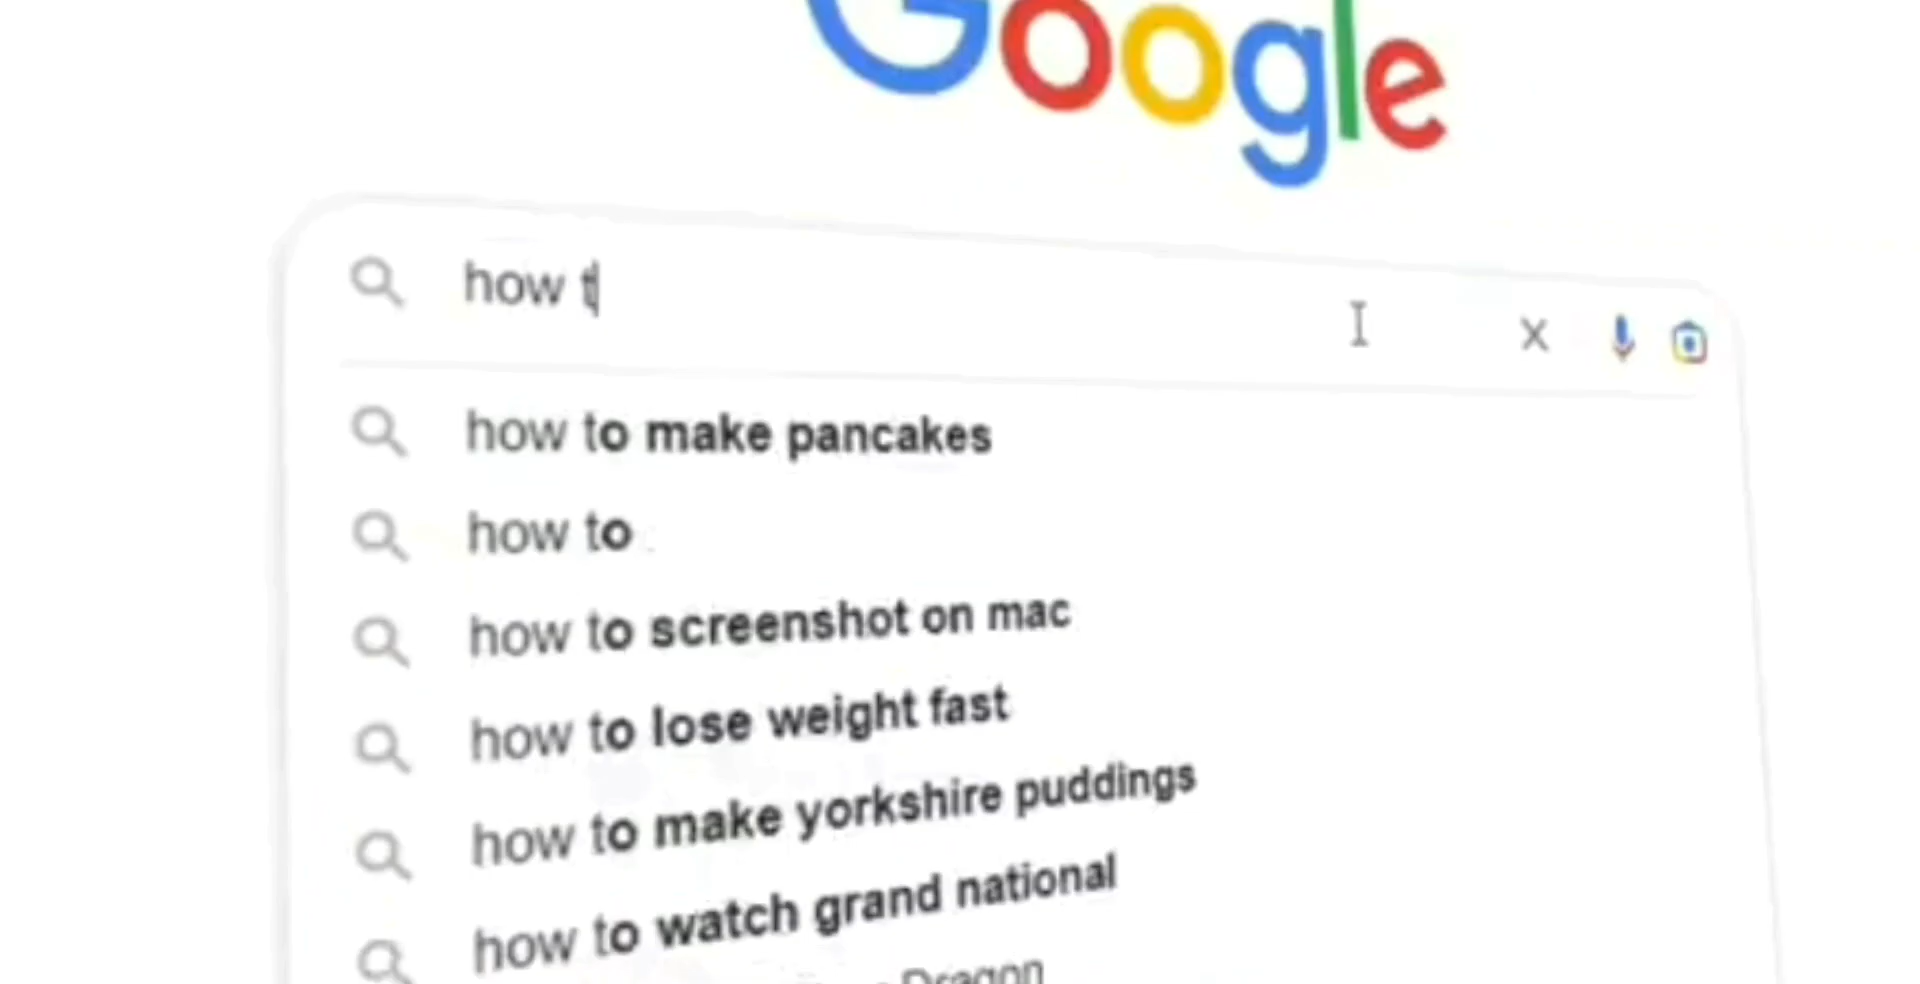 Google
how t
how to make pancakes
how to
how to screenshot on mac
how to lose weight fast
how to make yorkshire puddings
how to watch grand national
Dragon